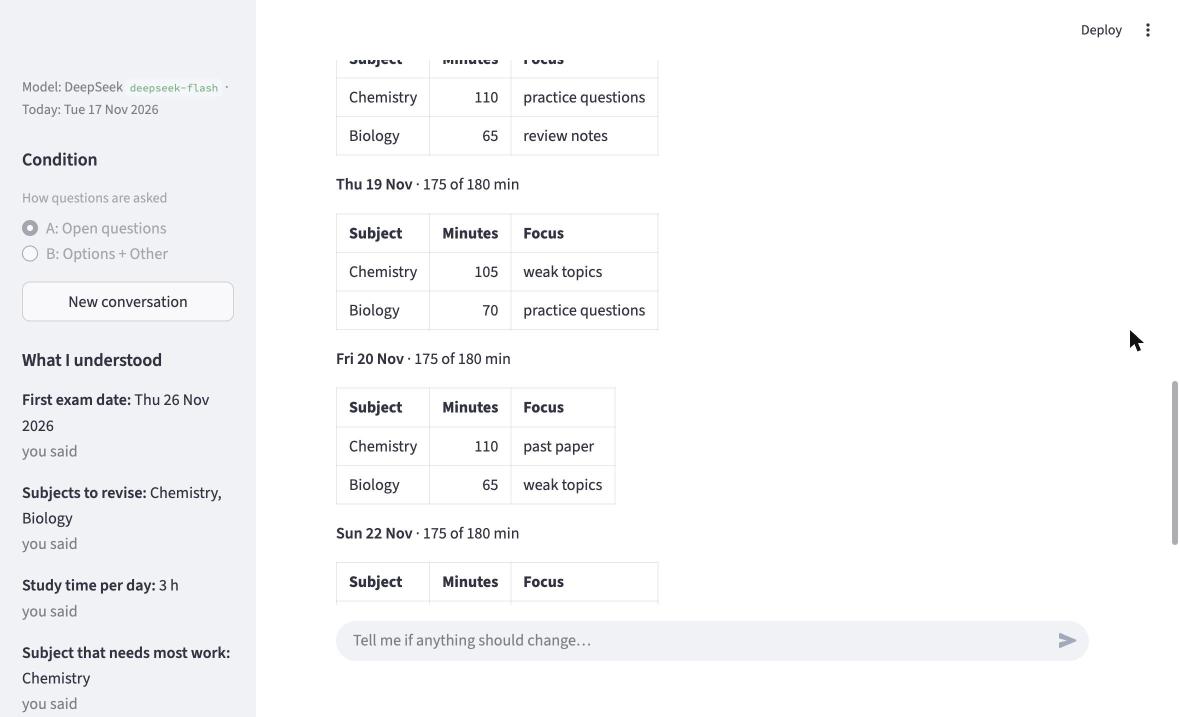 Deploy
Model: DeepSeek deepseek-flash ·
Today: Tue 17 Nov 2026
Condition
How questions are asked
A: Open questions
B: Options + Other
New conversation
What I understood
First exam date: Thu 26 Nov
2026
you said
Subjects to revise: Chemistry,
Biology
you said
Study time per day: 3 h
you said
Subject that needs most work:
Chemistry
you said
Subject Minutes Focus
Chemistry 110 practice questions
Biology 65 review notes
Thu 19 Nov · 175 of 180 min
Subject Minutes Focus
Chemistry 105 weak topics
Biology 70 practice questions
Fri 20 Nov · 175 of 180 min
Subject Minutes Focus
Chemistry 110 past paper
Biology 65 weak topics
Sun 22 Nov · 175 of 180 min
Subject Minutes Focus
Tell me if anything should change…